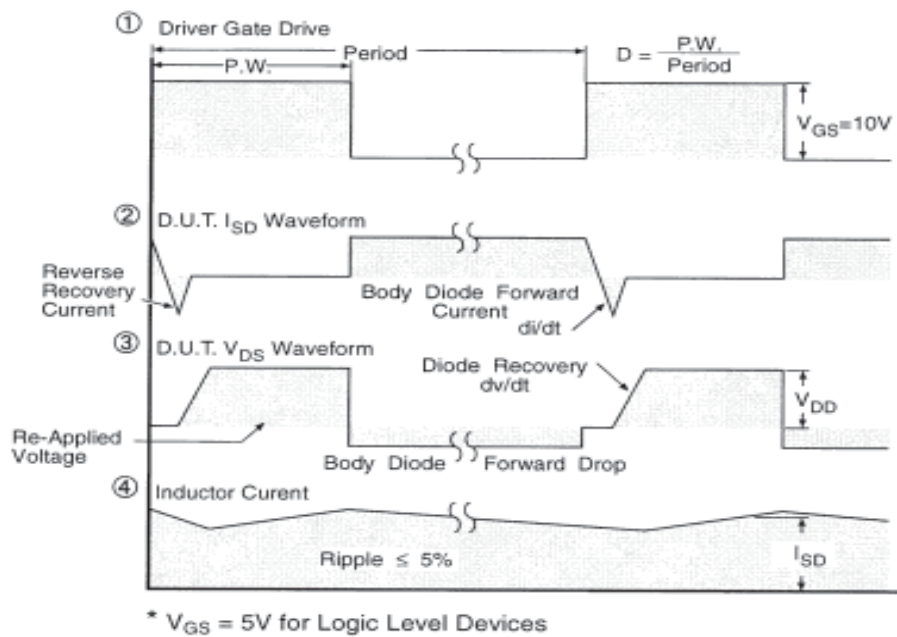 ① Driver Gate Drive
Period
P.W.
D = P.W. / Period
V_GS=10V
② D.U.T. I_SD Waveform
Reverse
Recovery
Current
Body Diode Forward
Current
di/dt
③ D.U.T. V_DS Waveform
Diode Recovery
dv/dt
V_DD
Re-Applied
Voltage
Body Diode Forward Drop
④ Inductor Curent
Ripple ≤ 5%
I_SD
* V_GS = 5V for Logic Level Devices